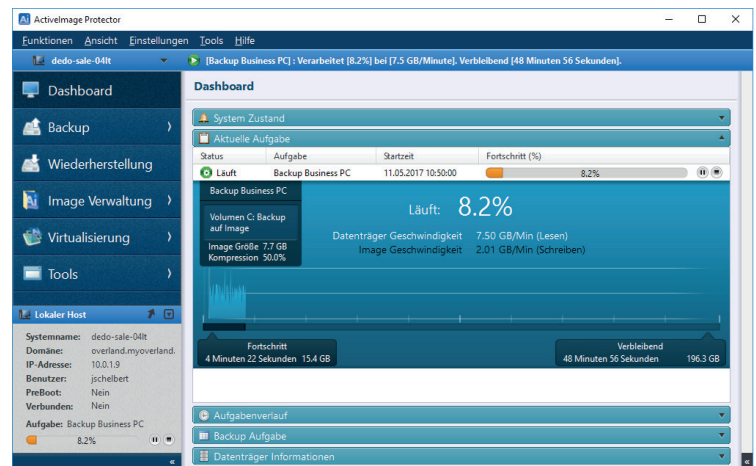 ActiveImage Protector
Funktionen Ansicht Einstellungen Tools Hilfe
dedo-sale-04lt
[Backup Business PC] : Verarbeitet [8.2%] bei [7.5 GB/Minute]. Verbleibend [48 Minuten 56 Sekunden].
Dashboard
Backup
Wiederherstellung
Image Verwaltung
Virtualisierung
Tools
Lokaler Host
Systemname: dedo-sale-04lt
Domäne: overland.myoverland.
IP-Adresse: 10.0.1.9
Benutzer: jschelbert
PreBoot: Nein
Verbunden: Nein
Aufgabe: Backup Business PC
8.2%
Dashboard
System Zustand
Aktuelle Aufgabe
Status Aufgabe Startzeit Fortschritt (%)
Läuft Backup Business PC 11.05.2017 10:50:00 8.2%
Backup Business PC
Volumen C: Backup
auf Image
Image Größe 7.7 GB
Kompression 50.0%
Läuft: 8.2%
Datenträger Geschwindigkeit 7.50 GB/Min (Lesen)
Image Geschwindigkeit 2.01 GB/Min (Schreiben)
Fortschritt
4 Minuten 22 Sekunden 15.4 GB
Verbleibend
48 Minuten 56 Sekunden 196.3 GB
Aufgabenverlauf
Backup Aufgabe
Datenträger Informationen